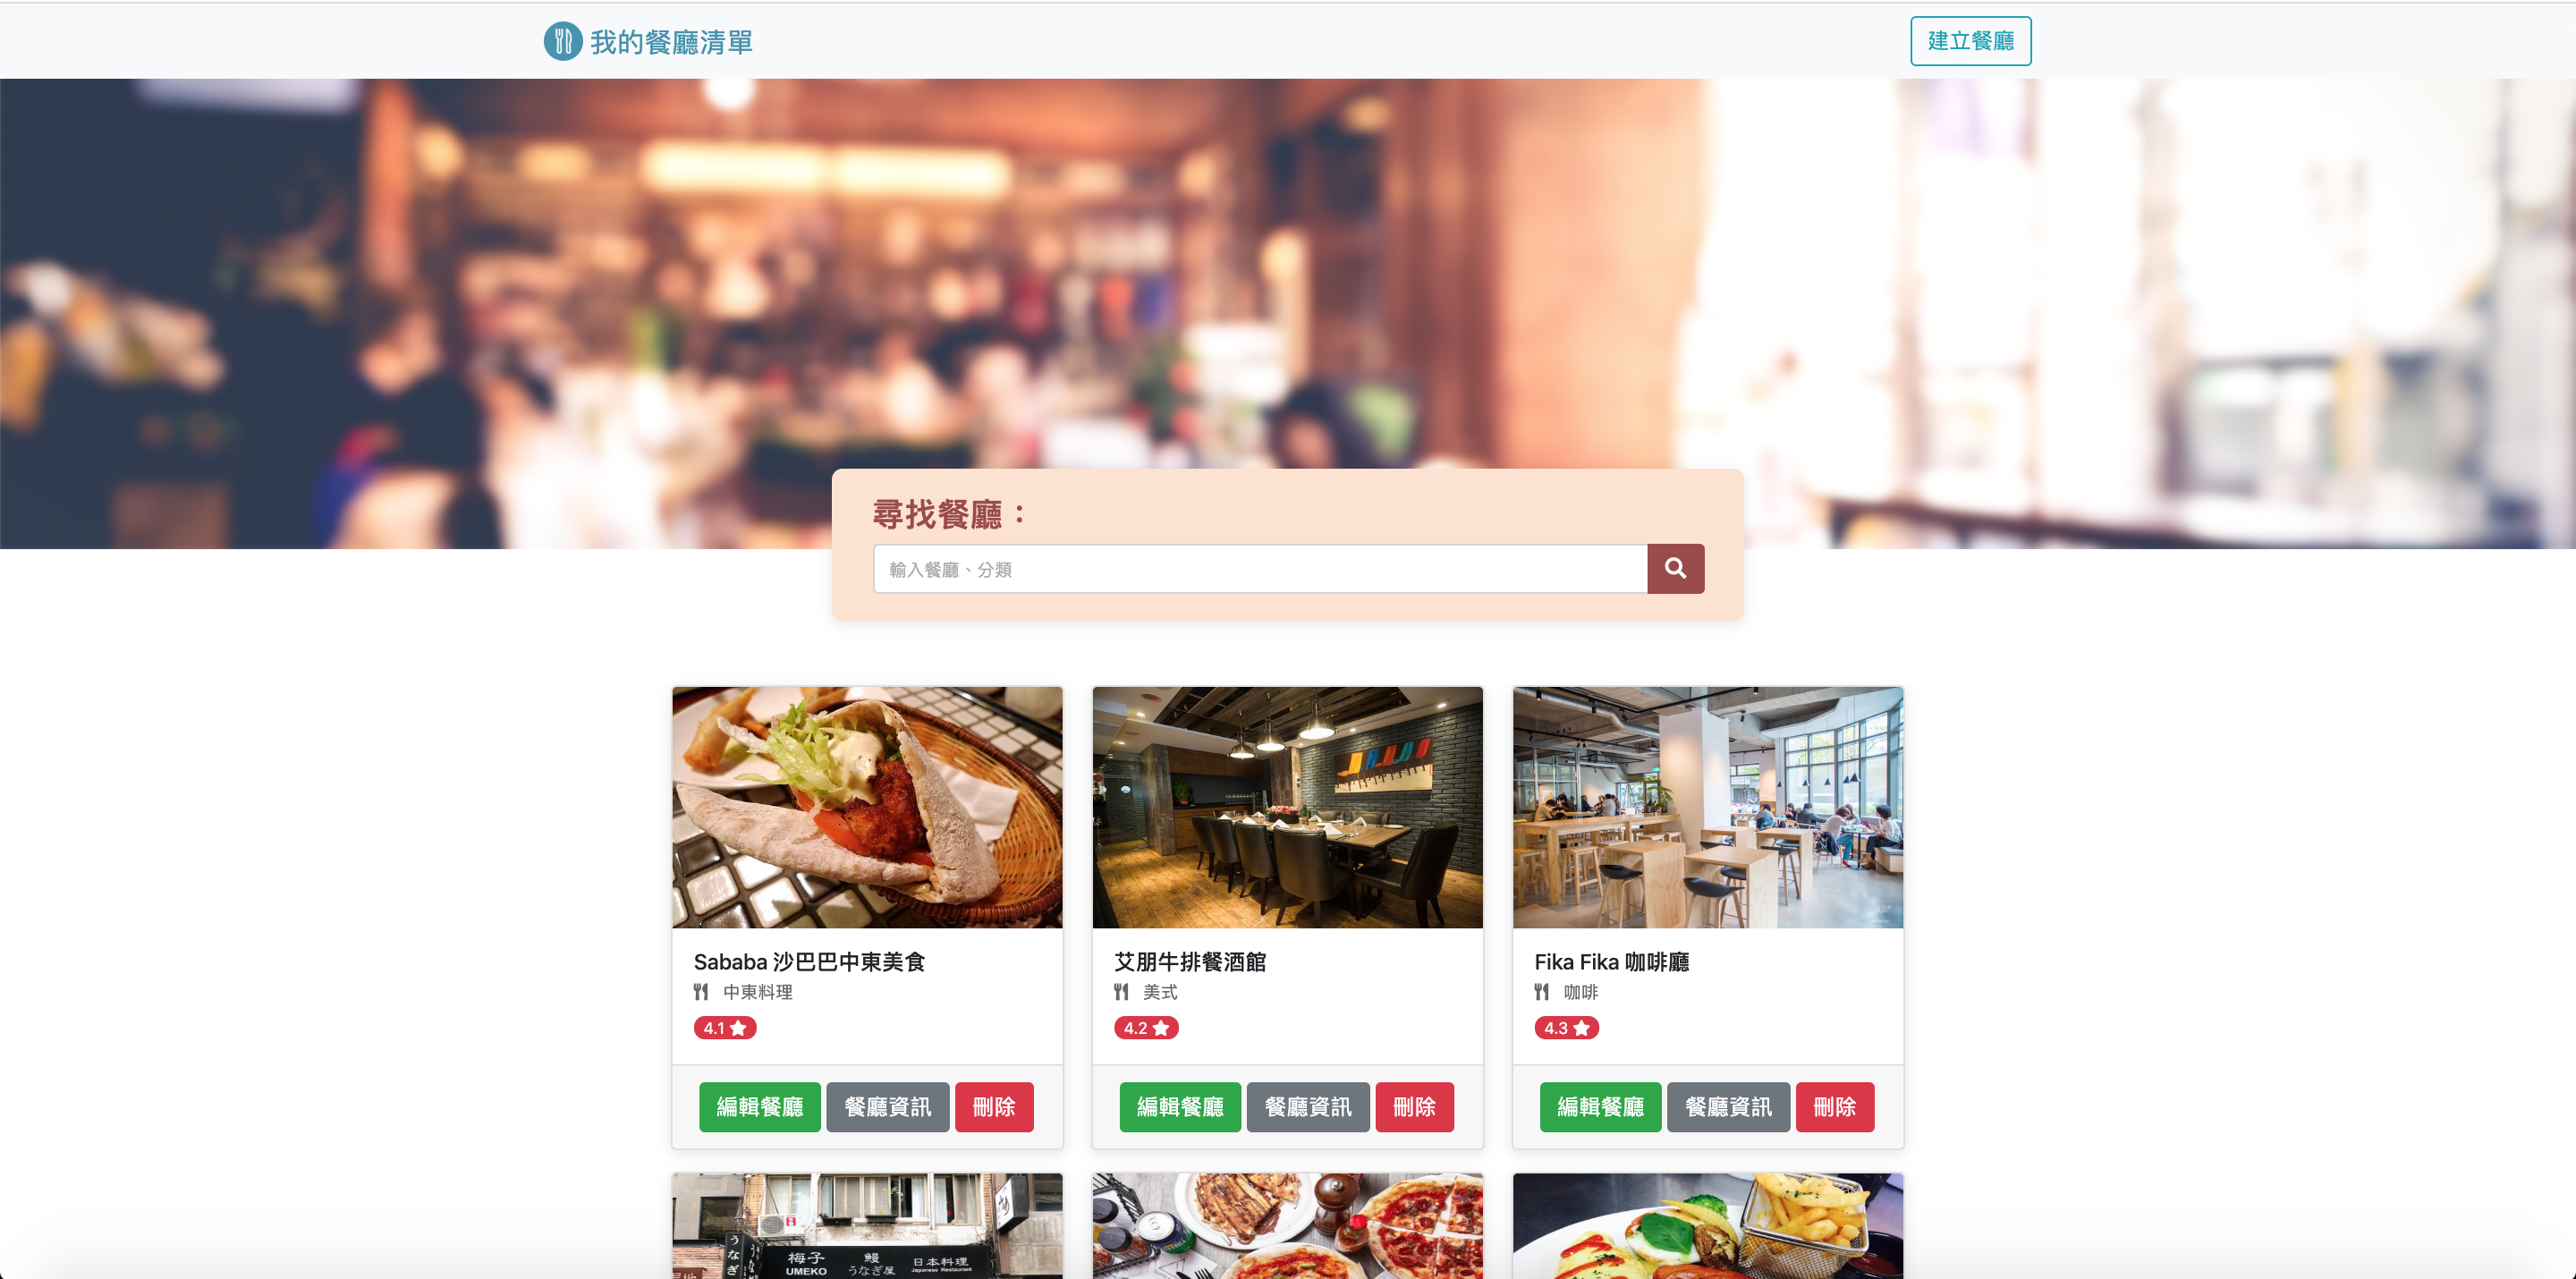 我的餐廳清單
建立餐廳
尋找餐廳：
輸入餐廳、分類
Sababa 沙巴巴中東美食
中東料理
4.1
艾朋牛排餐酒館
美式
4.2
Fika Fika 咖啡廳
咖啡
4.3
編輯餐廳 餐廳資訊 刪除
編輯餐廳 餐廳資訊 刪除
編輯餐廳 餐廳資訊 刪除
うなぎ
梅子 鰻 日本料理
UMEKO うなぎ屋 Japanese Restaurant